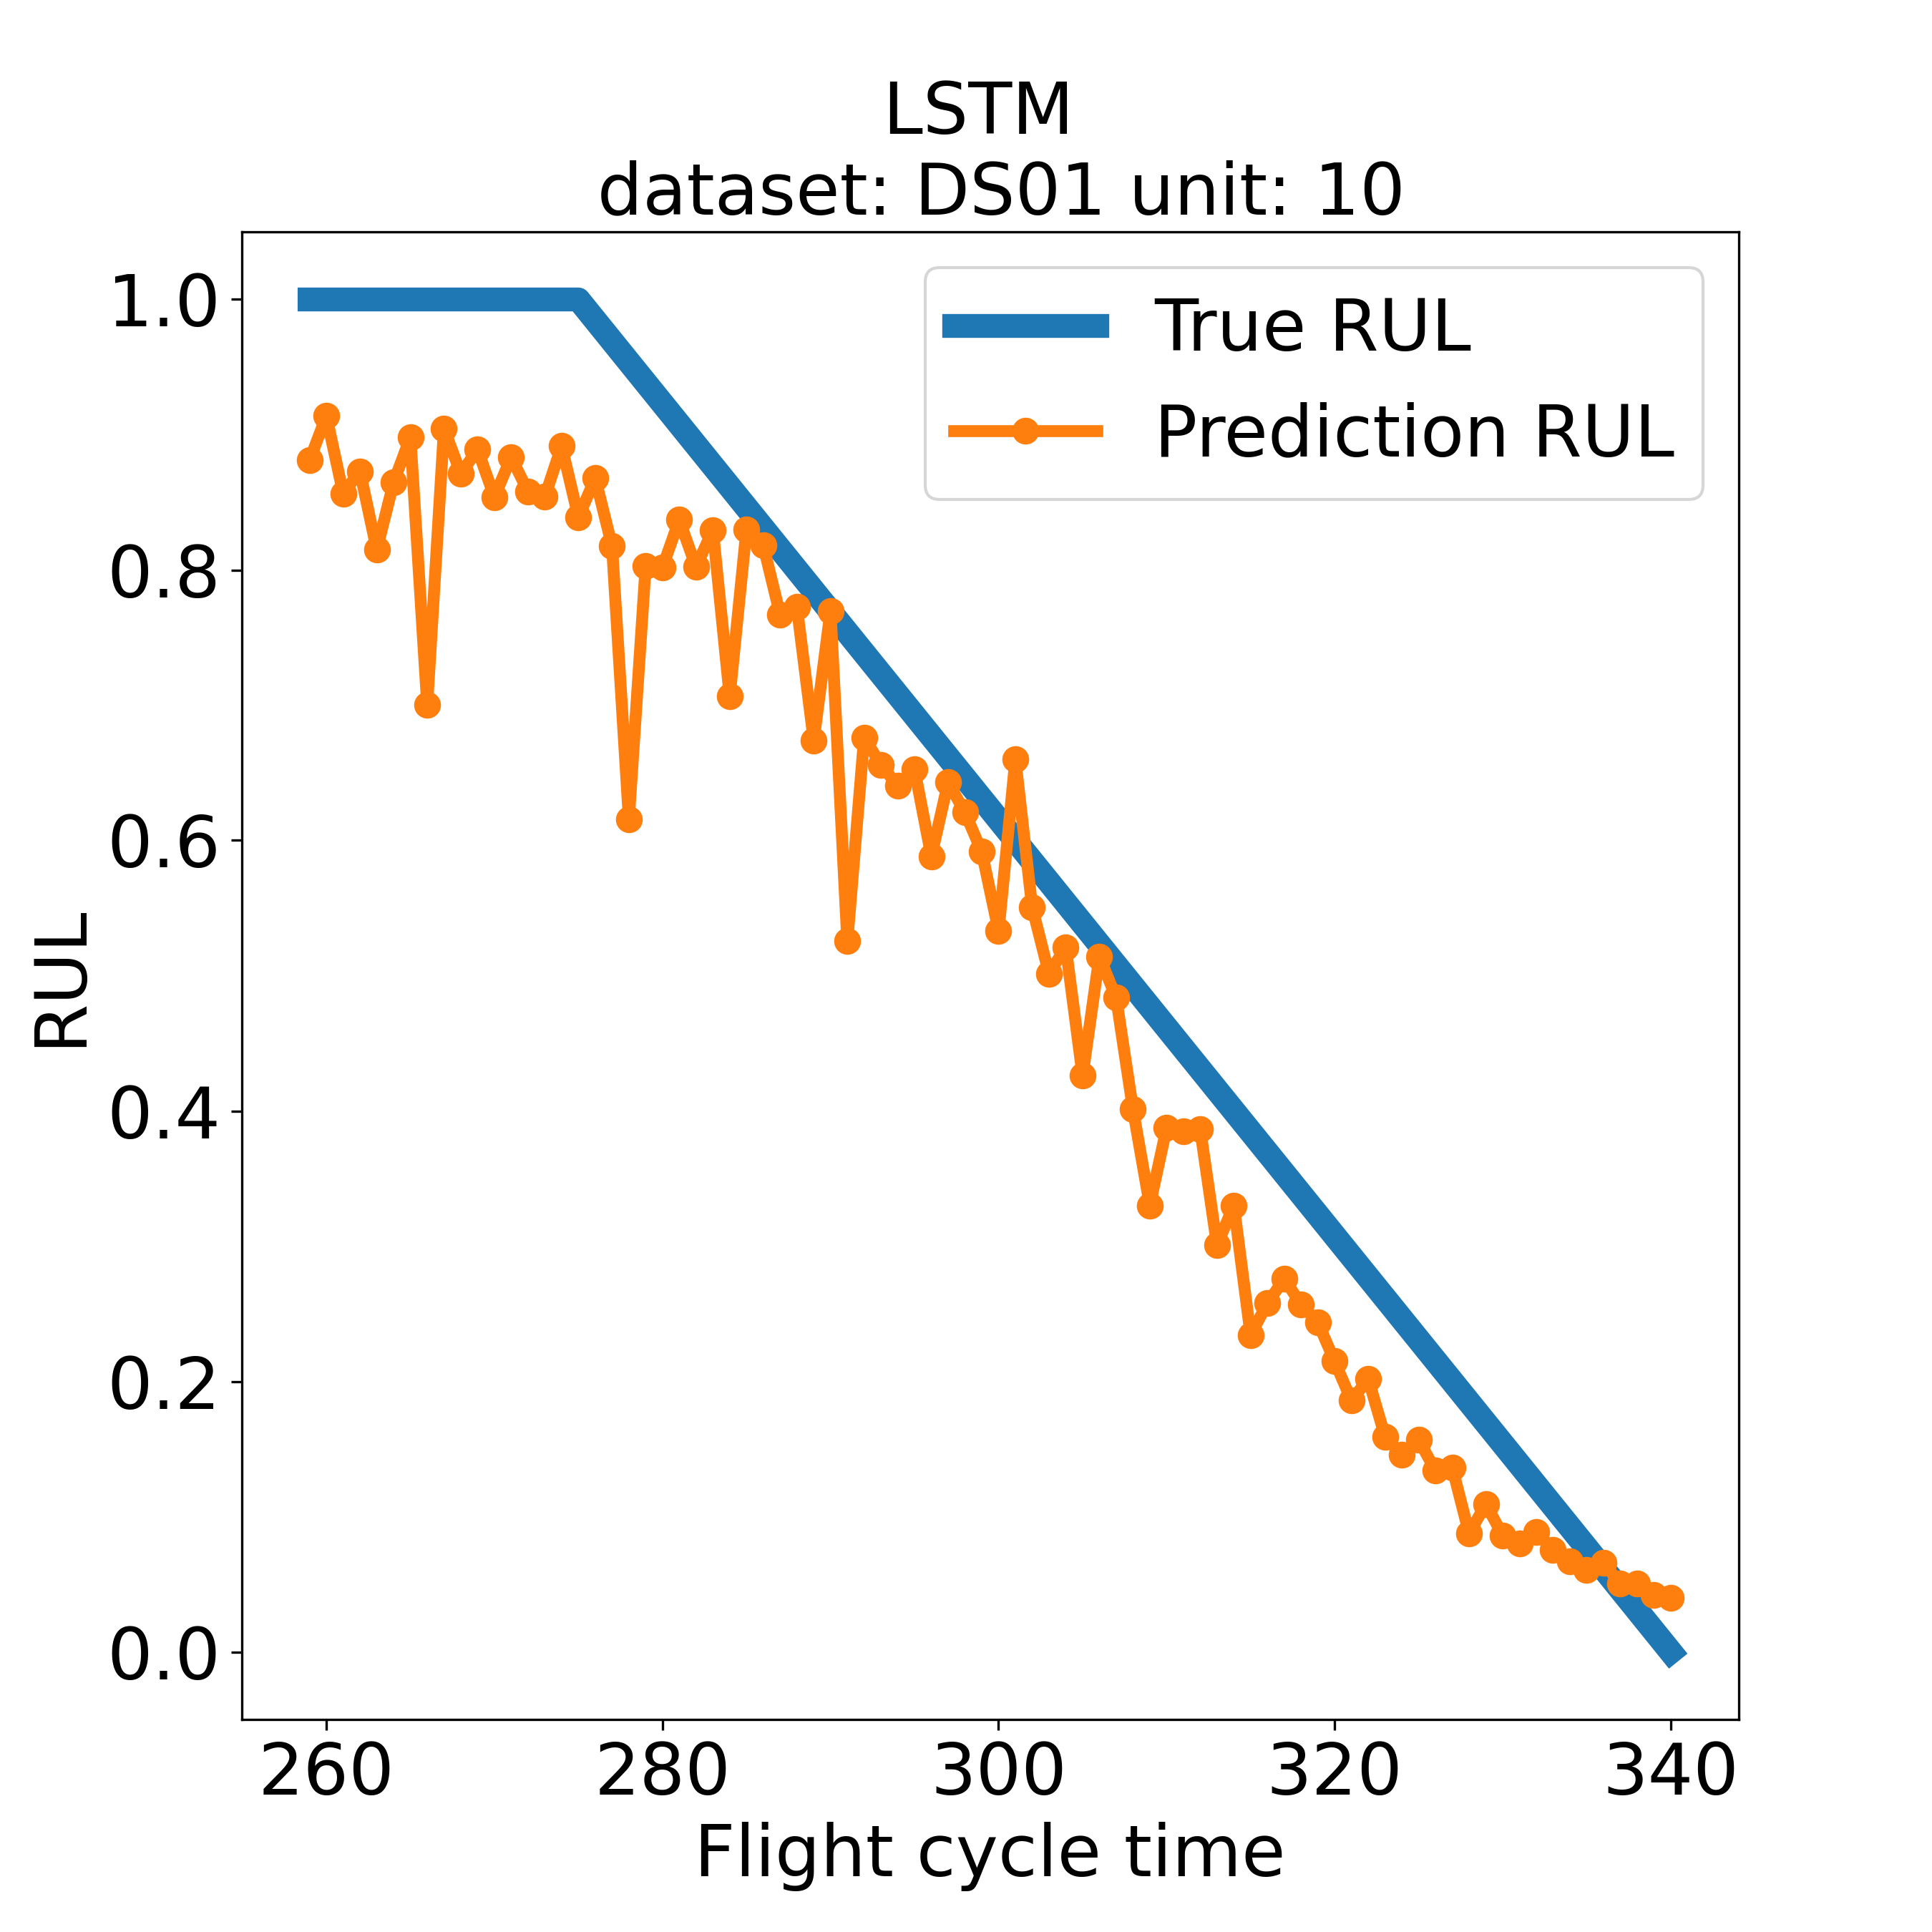 LSTM
dataset: DS01 unit: 10
True RUL
Prediction RUL
1.0
0.8
0.6
0.4
0.2
0.0
RUL
260 280 300 320 340
Flight cycle time